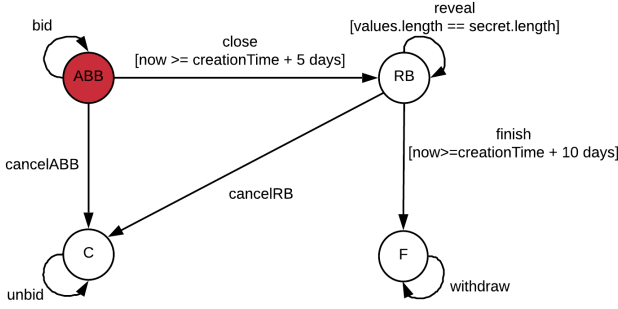 reveal
[values.length == secret.length]
bid
close
[now >= creationTime + 5 days]
ABB
RB
finish
[now>=creationTime + 10 days]
cancelABB
cancelRB
C
F
unbid
withdraw